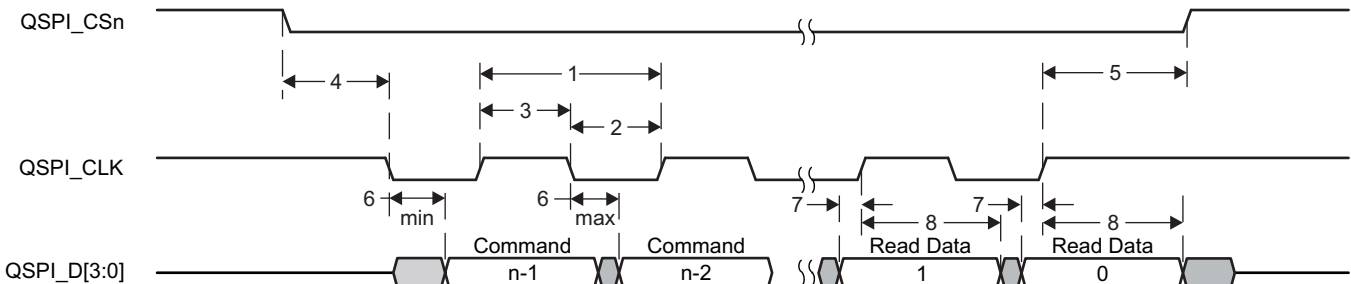 QSPI_CSn
4
1
5
3
2
QSPI_CLK
6
min
6
max
7
8
7
8
Command
Command
Read Data
Read Data
QSPI_D[3:0]
n-1
n-2
1
0